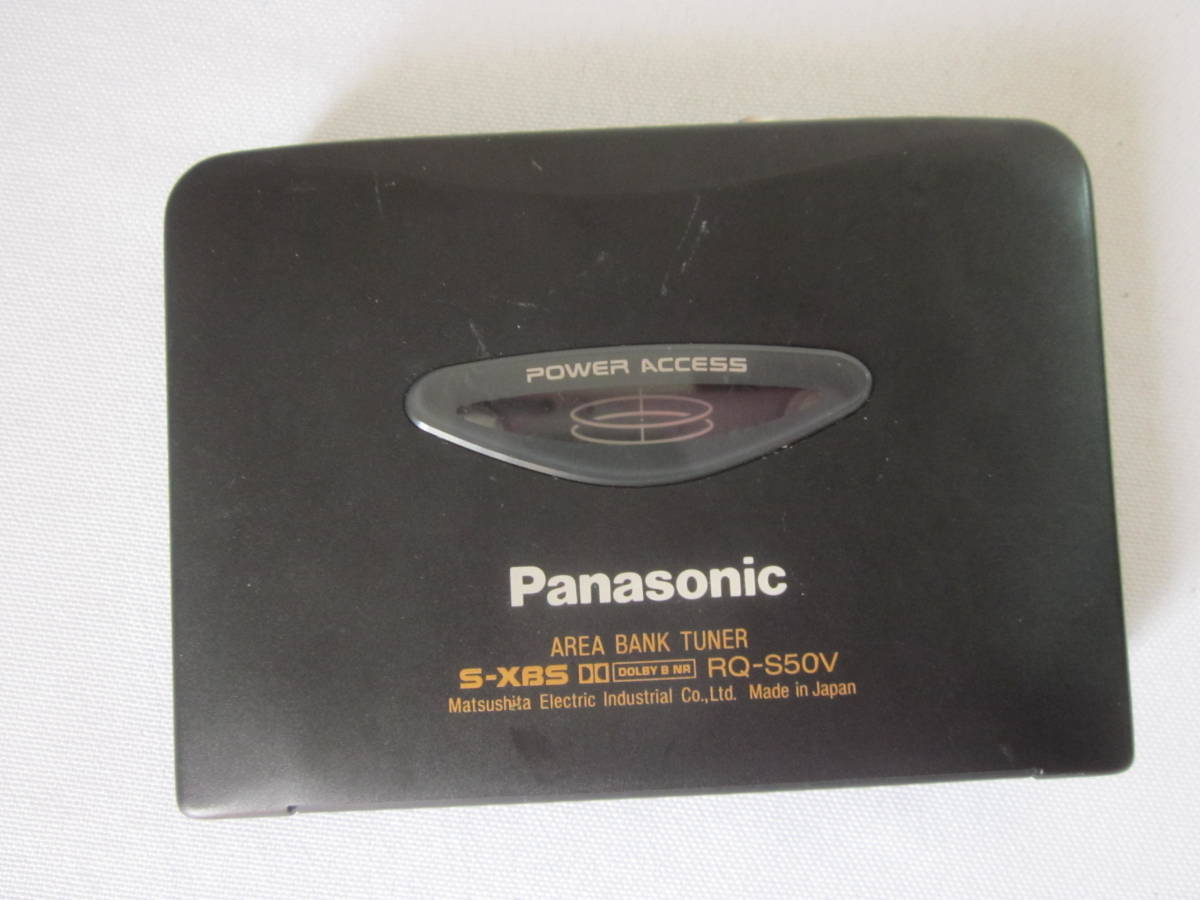 POWER ACCESS
Panasonic
AREA BANK TUNER
S-XBS DOLBY B NR RQ-S50V
Matsushita Electric Industrial Co.,Ltd. Made in Japan